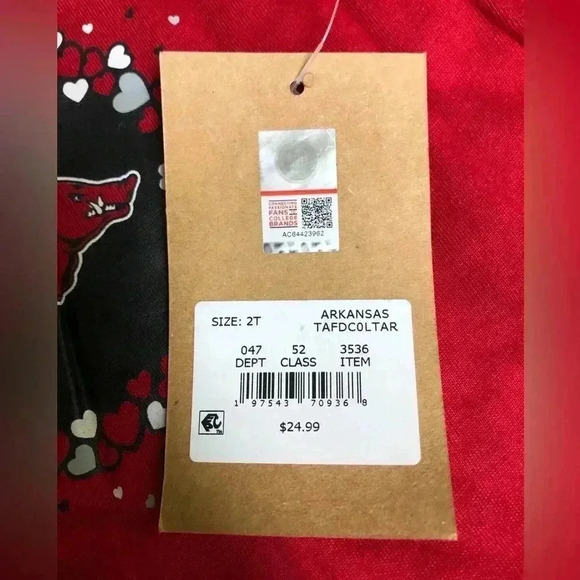 CONNECTING
PASSIONATE
FANS TO
COLLEGE
BRANDS
AC84423962
SIZE: 2T
ARKANSAS
TAFDC0LTAR
047 52 3536
DEPT CLASS ITEM
1 97543 70936 8
$24.99